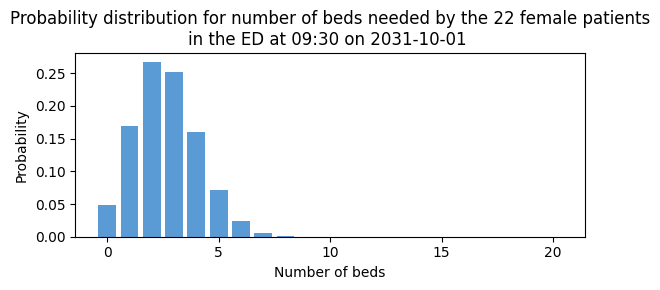 Probability distribution for number of beds needed by the 22 female patients
in the ED at 09:30 on 2031-10-01
Probability
0.25
0.20
0.15
0.10
0.05
0.00
0 5 10 15 20
Number of beds